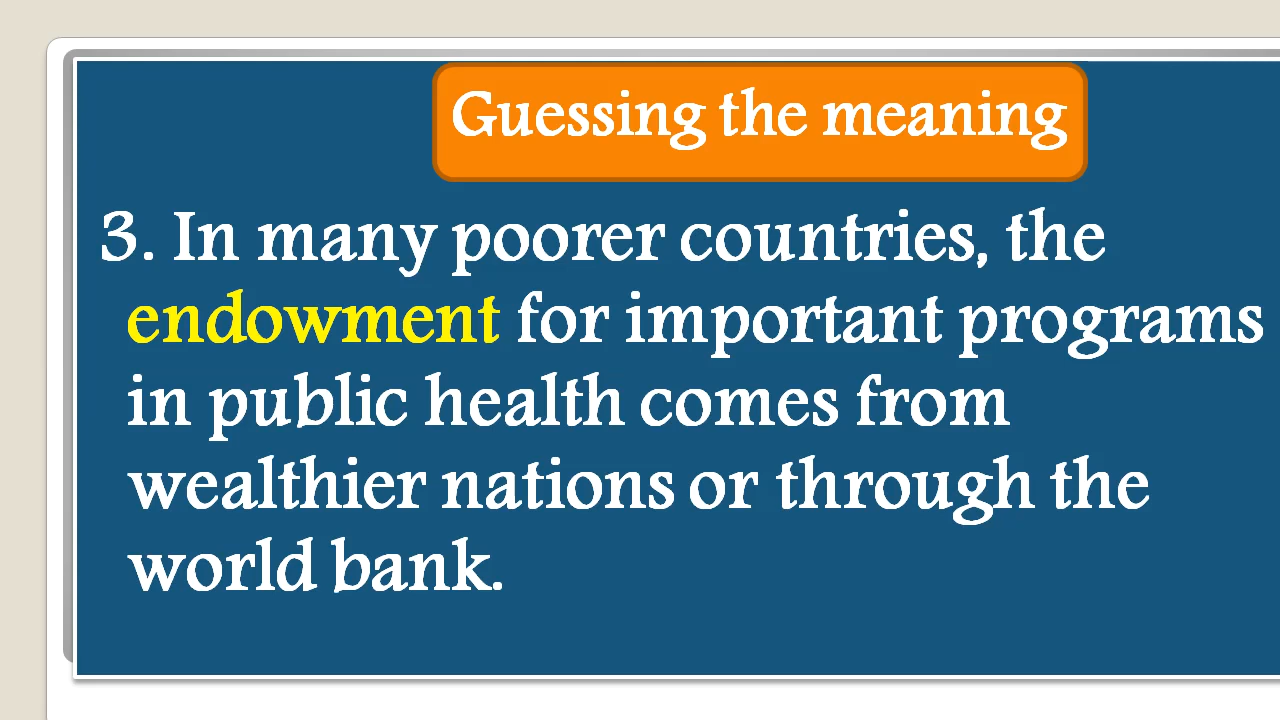 Guessing the meaning
3. In many poorer countries, the
endowment for important programs
in public health comes from
wealthier nations or through the
world bank.